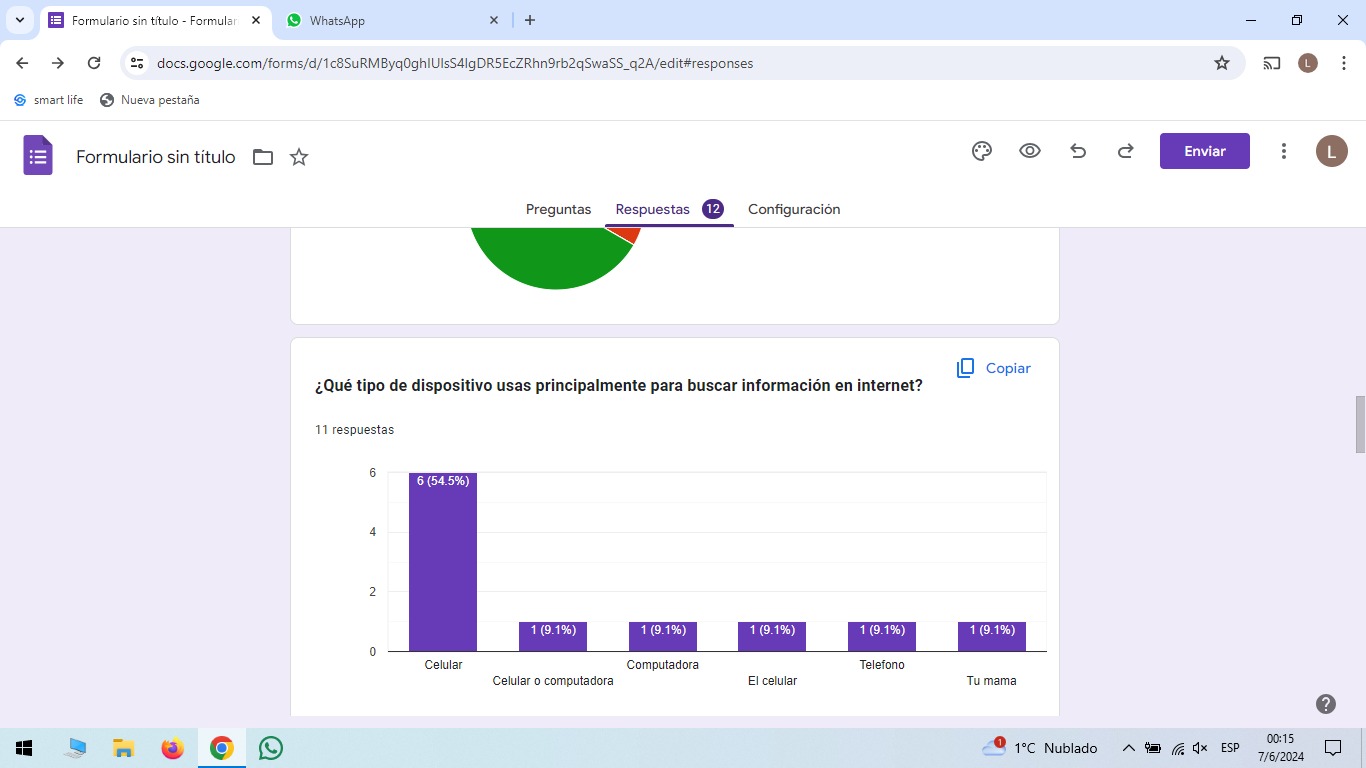 Formulario sin título - Formular
WhatsApp
docs.google.com/forms/d/1c8SuRMByq0ghIUIsS4lgDR5EcZRhn9rb2qSwaSS_q2A/edit#responses
L
smart life
Nueva pestaña
Formulario sin título
Enviar
L
Preguntas
Respuestas 12
Configuración
Copiar
¿Qué tipo de dispositivo usas principalmente para buscar información en internet?
11 respuestas
6
4
2
0
6 (54.5%)
1 (9.1%)
1 (9.1%)
1 (9.1%)
1 (9.1%)
1 (9.1%)
Celular
Celular o computadora
Computadora
El celular
Telefono
Tu mama
1
1°C Nublado
ESP
00:15
7/6/2024